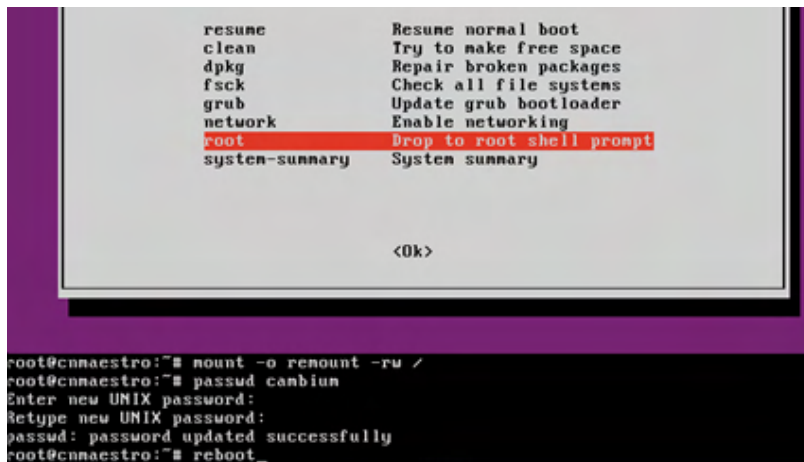 resume Resume normal boot
clean Try to make free space
dpkg Repair broken packages
fsck Check all file systems
grub Update grub bootloader
network Enable networking
root Drop to root shell prompt
system-summary System summary
<Ok>
root@cnmaestro:~# mount -o remount -rw /
root@cnmaestro:~# passwd cambium
Enter new UNIX password:
Retype new UNIX password:
passwd: password updated successfully
root@cnmaestro:~# reboot_